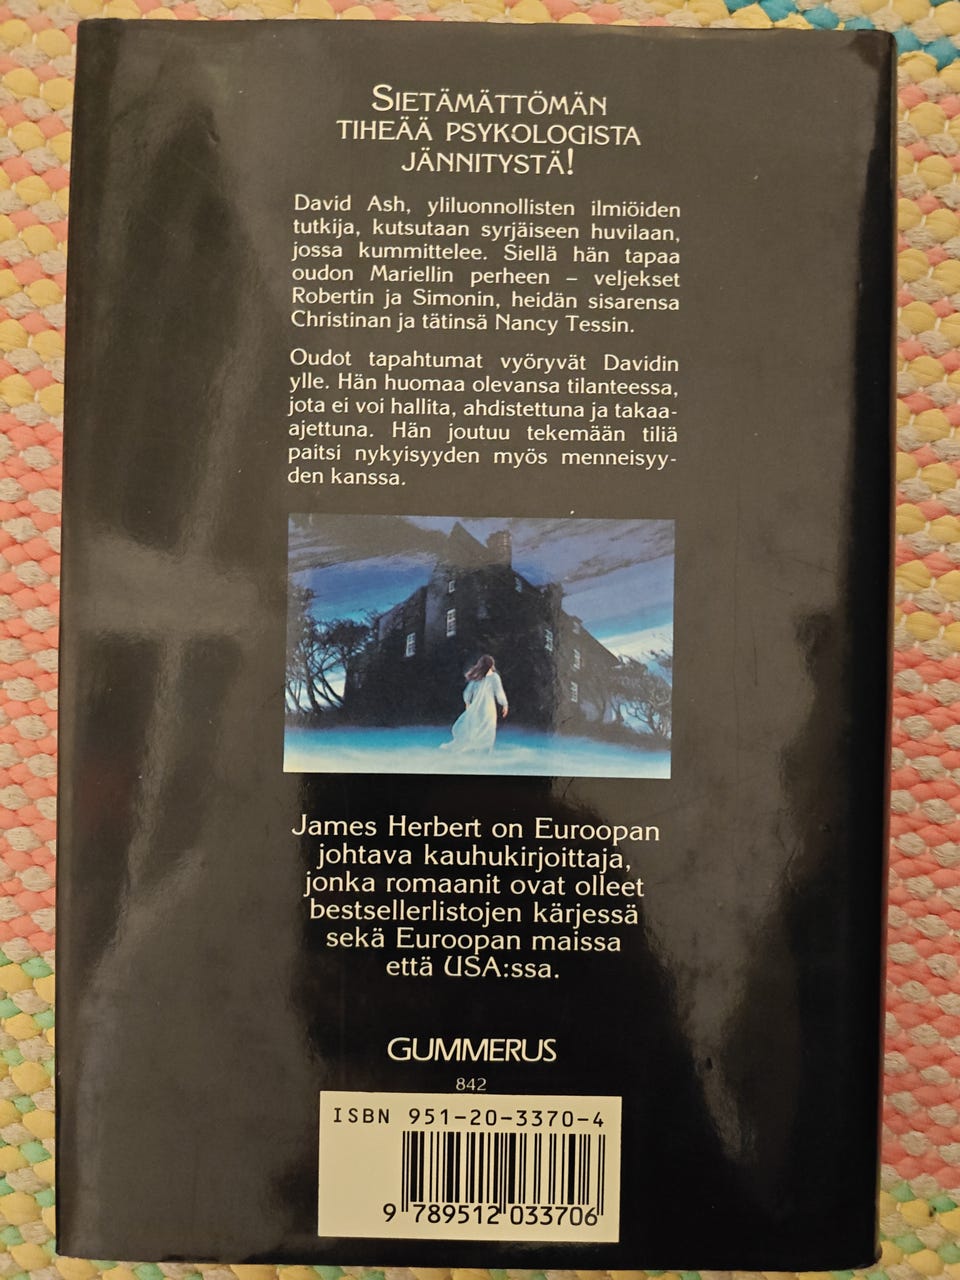 SIETÄMÄTTÖMÄN
TIHEÄÄ PSYKOLOGISTA
JÄNNITYSTÄ!
David Ash, yliluonnollisten ilmiöiden
tutkija, kutsutaan syrjäiseen huvilaan,
jossa kummittelee. Siellä hän tapaa
oudon Mariellin perheen – veljekset
Robertin ja Simonin, heidän sisarensa
Christinan ja tätinsä Nancy Tessin.
Oudot tapahtumat vyöryvät Davidin
ylle. Hän huomaa olevansa tilanteessa,
jota ei voi hallita, ahdistettuna ja takaa-
ajettuna. Hän joutuu tekemään tiliä
paitsi nykyisyyden myös menneisyy-
den kanssa.
James Herbert on Euroopan
johtava kauhukirjoittaja,
jonka romaanit ovat olleet
bestsellerlistojen kärjessä
sekä Euroopan maissa
että USA:ssa.
GUMMERUS
842
ISBN 951-20-3370-4
9 789512 033706